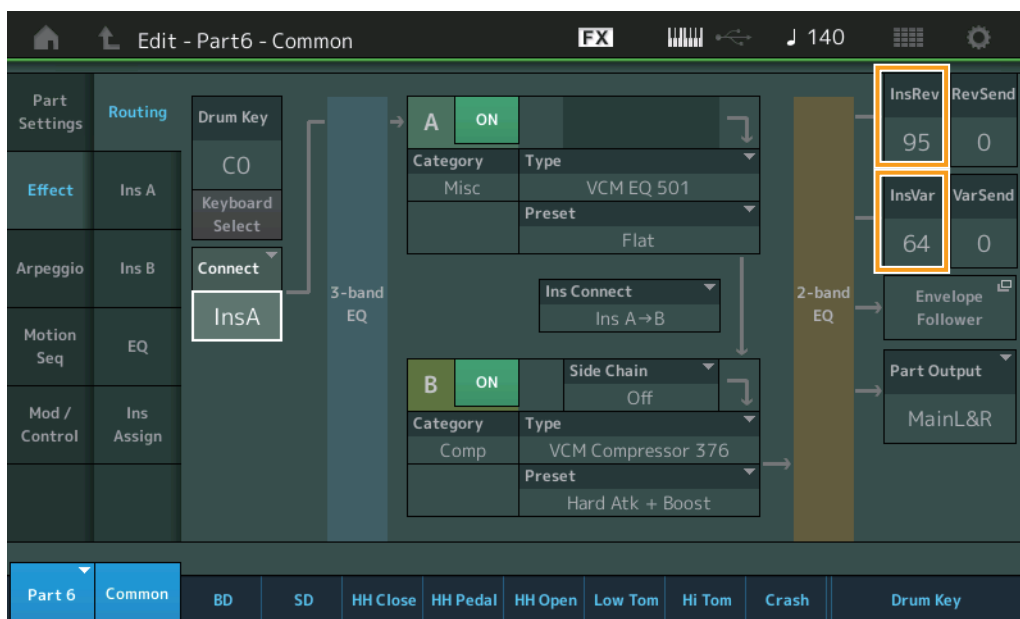 Edit - Part6 - Common
FX
♩ 140
Part
Settings
Effect
Arpeggio
Motion
Seq
Mod /
Control
Routing
Ins A
Ins B
EQ
Ins
Assign
Drum Key
C0
Keyboard
Select
Connect
InsA
3-band
EQ
A
ON
Category
Misc
Type
VCM EQ 501
Preset
Flat
Ins Connect
Ins A→B
B
ON
Side Chain
Off
Category
Comp
Type
VCM Compressor 376
Preset
Hard Atk + Boost
2-band
EQ
InsRev
95
RevSend
0
InsVar
64
VarSend
0
Envelope
Follower
Part Output
MainL&R
Part 6
Common
BD
SD
HH Close
HH Pedal
HH Open
Low Tom
Hi Tom
Crash
Drum Key